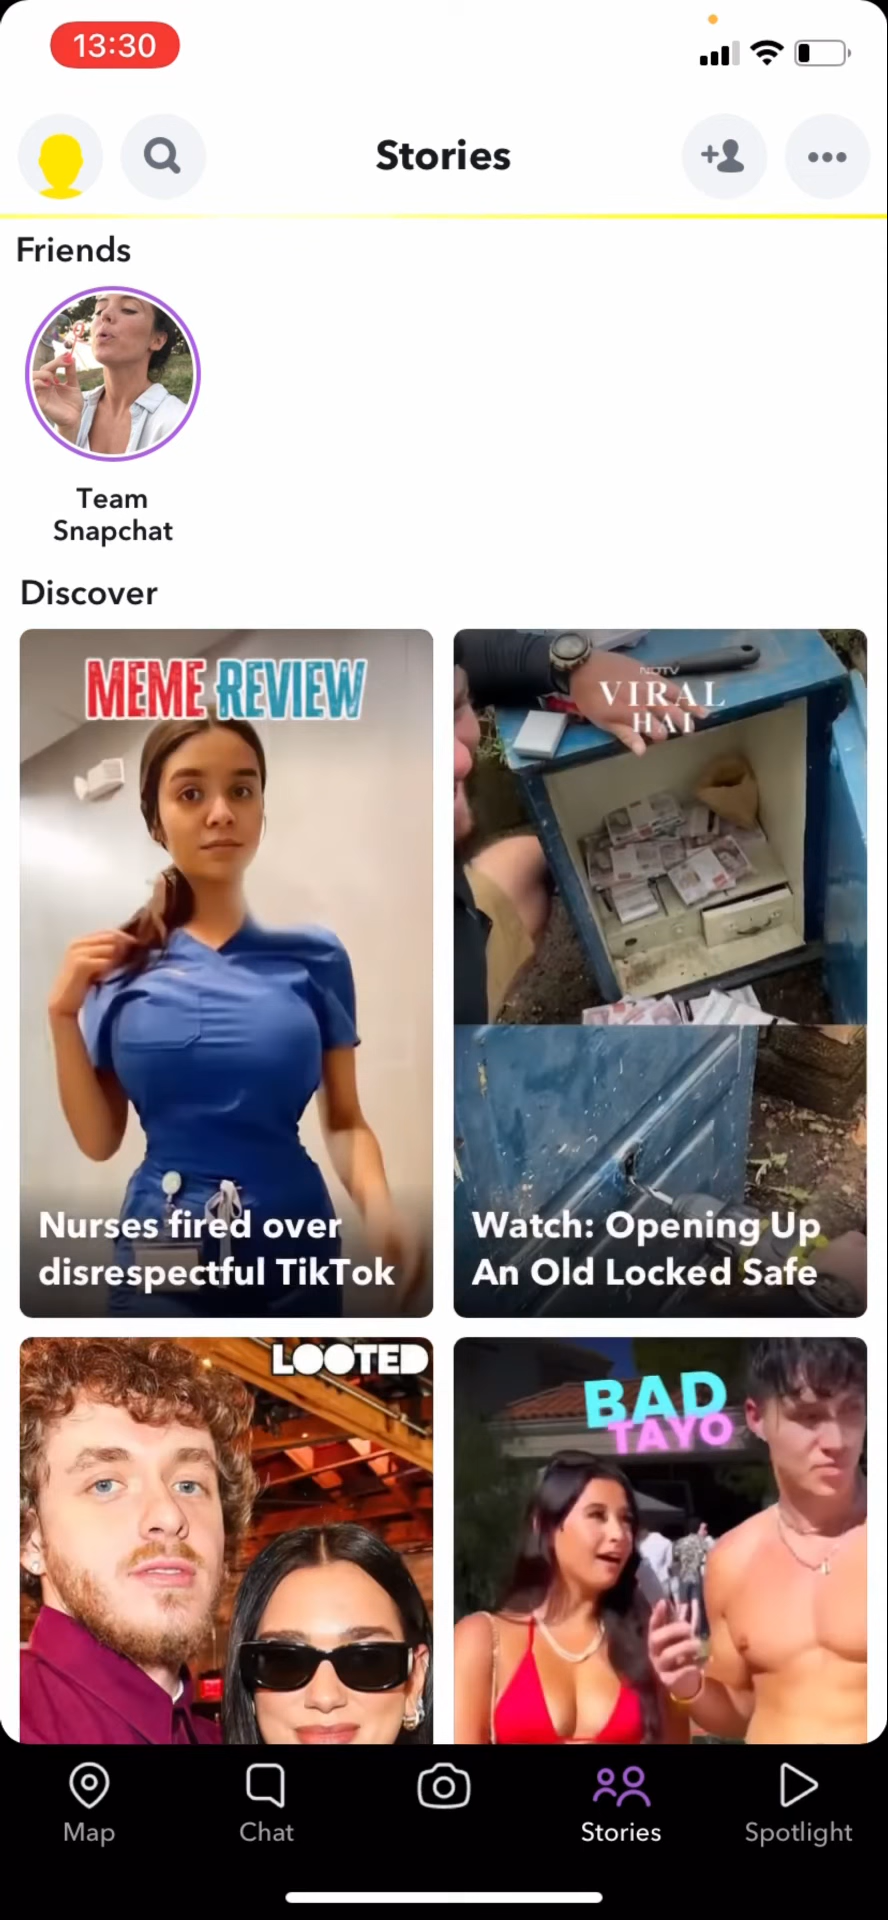 13:30
Stories
Friends
Team
Snapchat
Discover
MEME REVIEW
Nurses fired over
disrespectful TikTok
NDTV
VIRAL
HAI
Watch: Opening Up
An Old Locked Safe
LOOTED
BAD
TAYO
Map
Chat
Stories
Spotlight